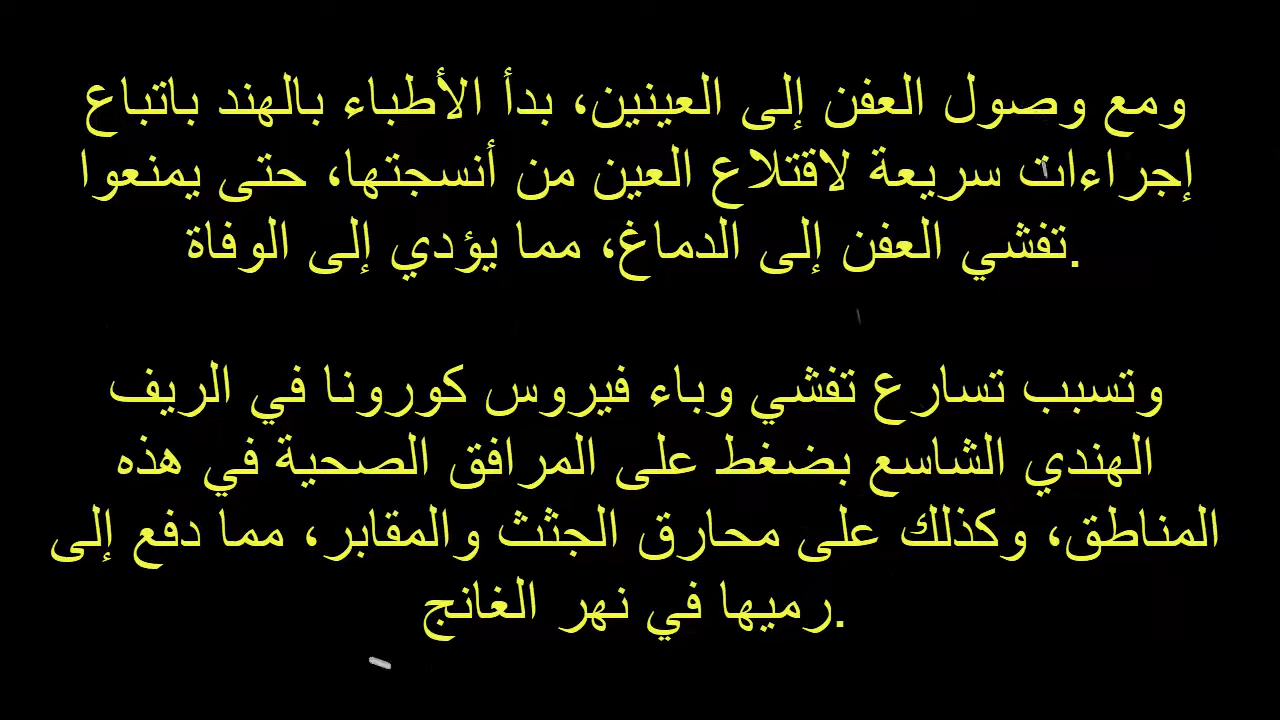 ومع وصول العفن إلى العينين، بدأ الأطباء بالهند باتباع
إجراءات سريعة لاقتلاع العين من أنسجتها، حتى يمنعوا
تفشي العفن إلى الدماغ، مما يؤدي إلى الوفاة.
وتسبب تسارع تفشي وباء فيروس كورونا في الريف
الهندي الشاسع بضغط على المرافق الصحية في هذه
المناطق، وكذلك على محارق الجثث والمقابر، مما دفع إلى
رميها في نهر الغانج.